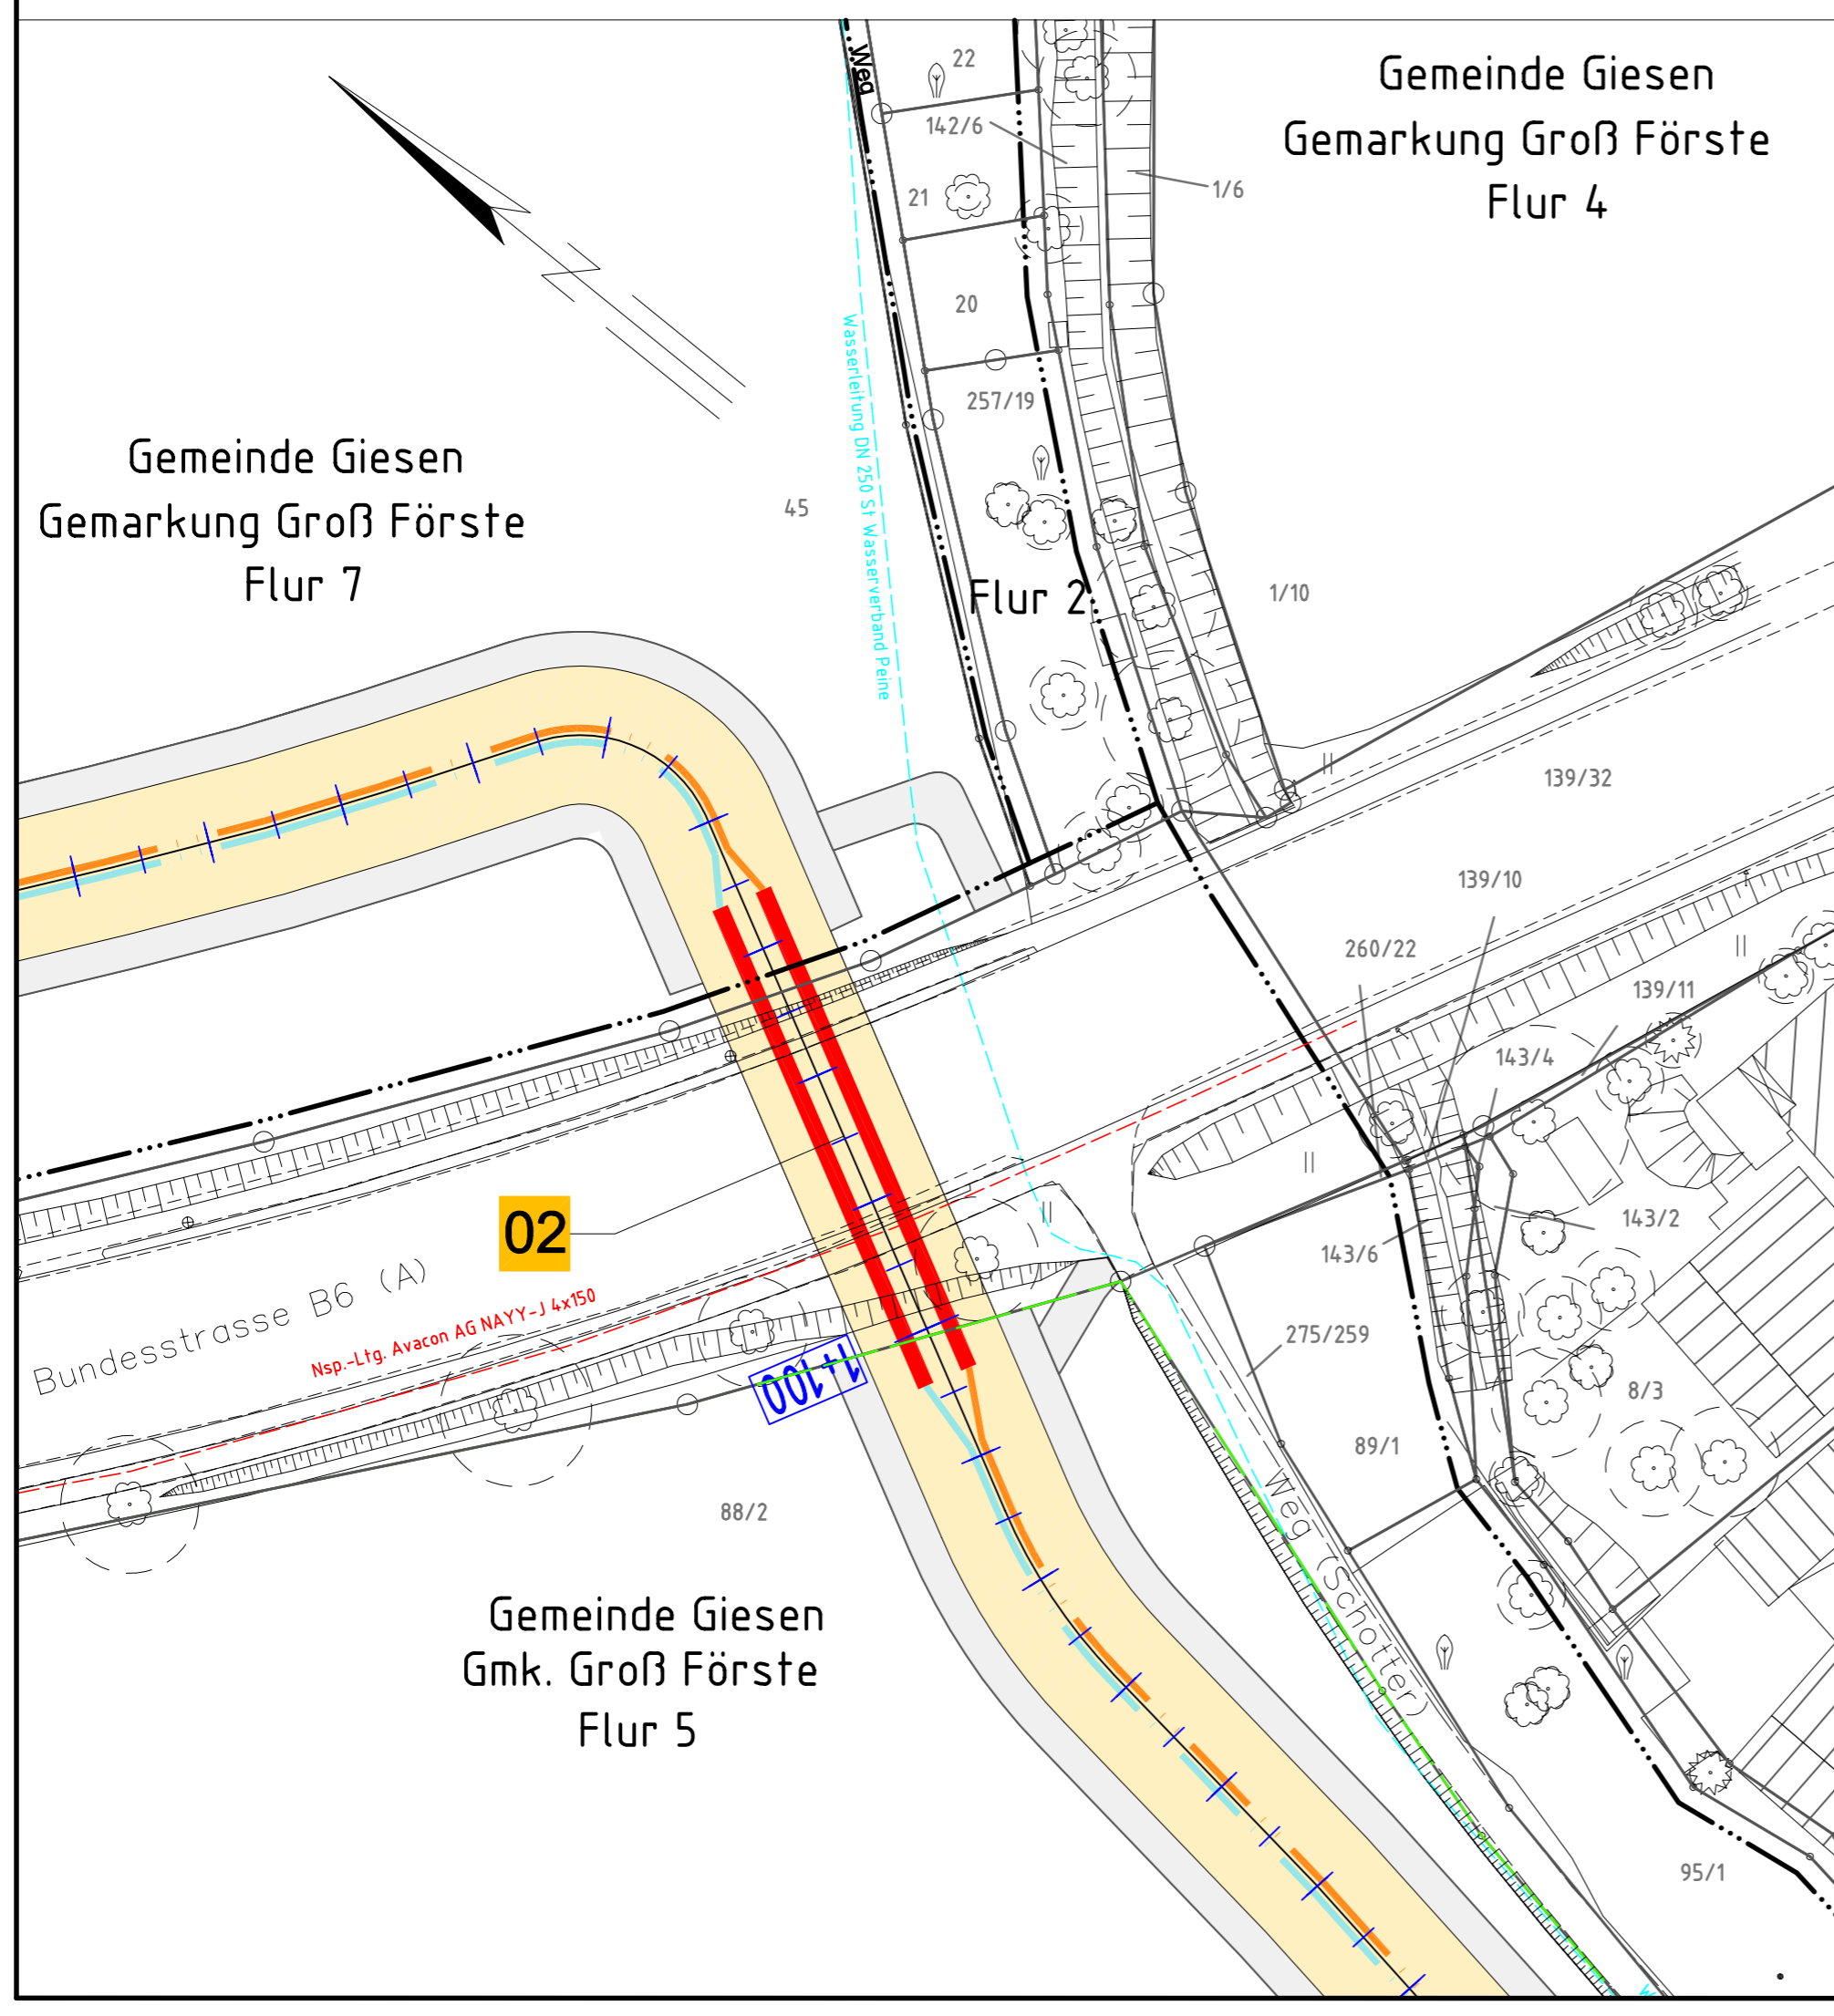 Weg
22
142/6
21
1/6
20
257/19
Gemeinde Giesen
Gemarkung Groß Förste
Flur 4
Wasserleitung DN 250 St Wasserverband Peine
Gemeinde Giesen
Gemarkung Groß Förste
Flur 7
45
Flur 2
1/10
139/32
139/10
260/22
139/11
143/4
143/2
143/6
02
Bundesstrasse B6 (A)
Nsp.-Ltg. Avacon AG NAYY-J 4x150
1+100
275/259
8/3
89/1
88/2
Weg (Schotter)
Gemeinde Giesen
Gmk. Groß Förste
Flur 5
95/1